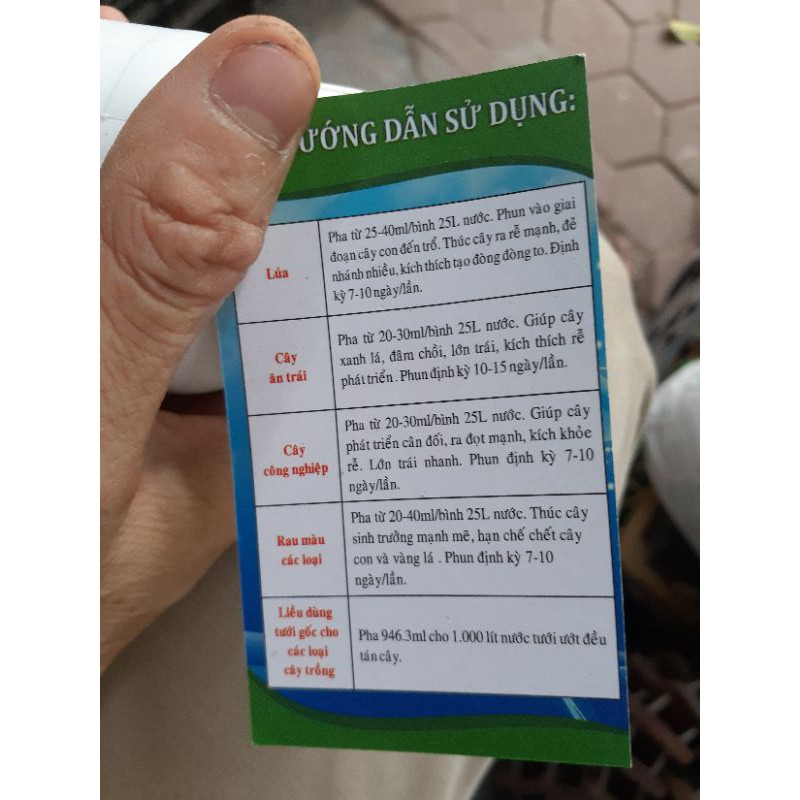 ƯỚNG DẪN SỬ DỤNG:
Lúa
Pha từ 25-40ml/bình 25L nước. Phun vào giai
đoạn cây con đến trổ. Thúc cây ra rễ mạnh, đẻ
nhánh nhiều, kích thích tạo đòng đòng to. Định
kỳ 7-10 ngày/lần.
Cây
ăn trái
Pha từ 20-30ml/bình 25L nước. Giúp cây
xanh lá, đâm chồi, lớn trái, kích thích rễ
phát triển. Phun định kỳ 10-15 ngày/lần.
Cây
công nghiệp
Pha từ 20-30ml/bình 25L nước. Giúp cây
phát triển cân đối, ra đọt mạnh, kích khỏe
rễ. Lớn trái nhanh. Phun định kỳ 7-10
ngày/lần.
Rau màu
các loại
Pha từ 20-40ml/bình 25L nước. Thúc cây
sinh trưởng mạnh mẽ, hạn chế chết cây
con và vàng lá . Phun định kỳ 7-10
ngày/lần.
Liều dùng
tưới gốc cho
các loại
cây trồng
Pha 946.3ml cho 1.000 lít nước tưới ướt đều
tán cây.